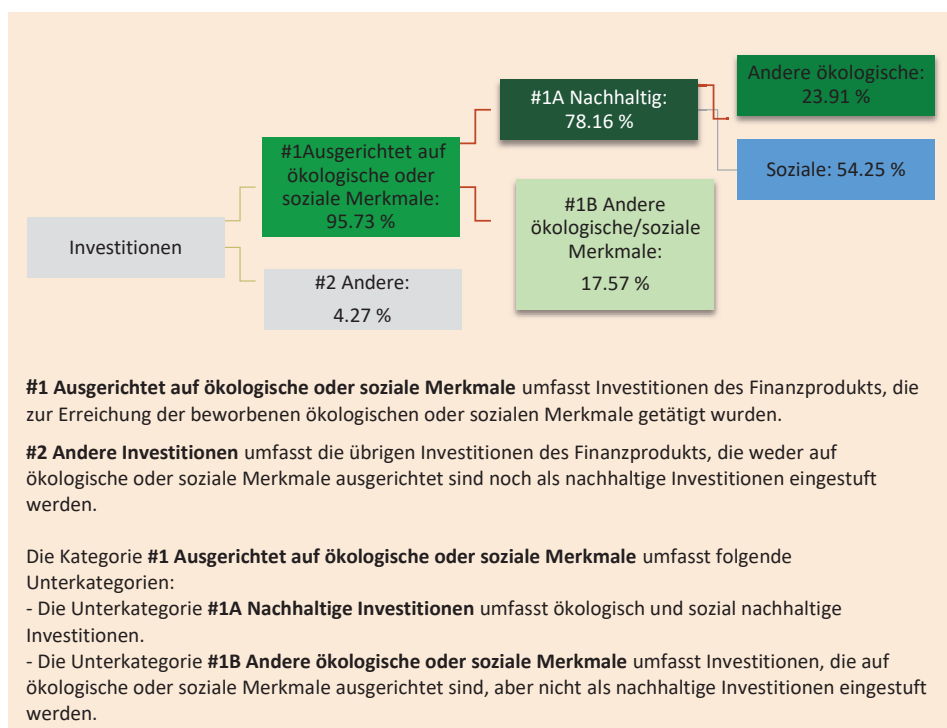 Investitionen
#1Ausgerichtet auf
ökologische oder
soziale Merkmale:
95.73 %
#2 Andere:
4.27 %
#1A Nachhaltig:
78.16 %
#1B Andere
ökologische/soziale
Merkmale:
17.57 %
Andere ökologische:
23.91 %
Soziale: 54.25 %
#1 Ausgerichtet auf ökologische oder soziale Merkmale umfasst Investitionen des Finanzprodukts, die
zur Erreichung der beworbenen ökologischen oder sozialen Merkmale getätigt wurden.
#2 Andere Investitionen umfasst die übrigen Investitionen des Finanzprodukts, die weder auf
ökologische oder soziale Merkmale ausgerichtet sind noch als nachhaltige Investitionen eingestuft
werden.
Die Kategorie #1 Ausgerichtet auf ökologische oder soziale Merkmale umfasst folgende
Unterkategorien:
- Die Unterkategorie #1A Nachhaltige Investitionen umfasst ökologisch und sozial nachhaltige
Investitionen.
- Die Unterkategorie #1B Andere ökologische oder soziale Merkmale umfasst Investitionen, die auf
ökologische oder soziale Merkmale ausgerichtet sind, aber nicht als nachhaltige Investitionen eingestuft
werden.